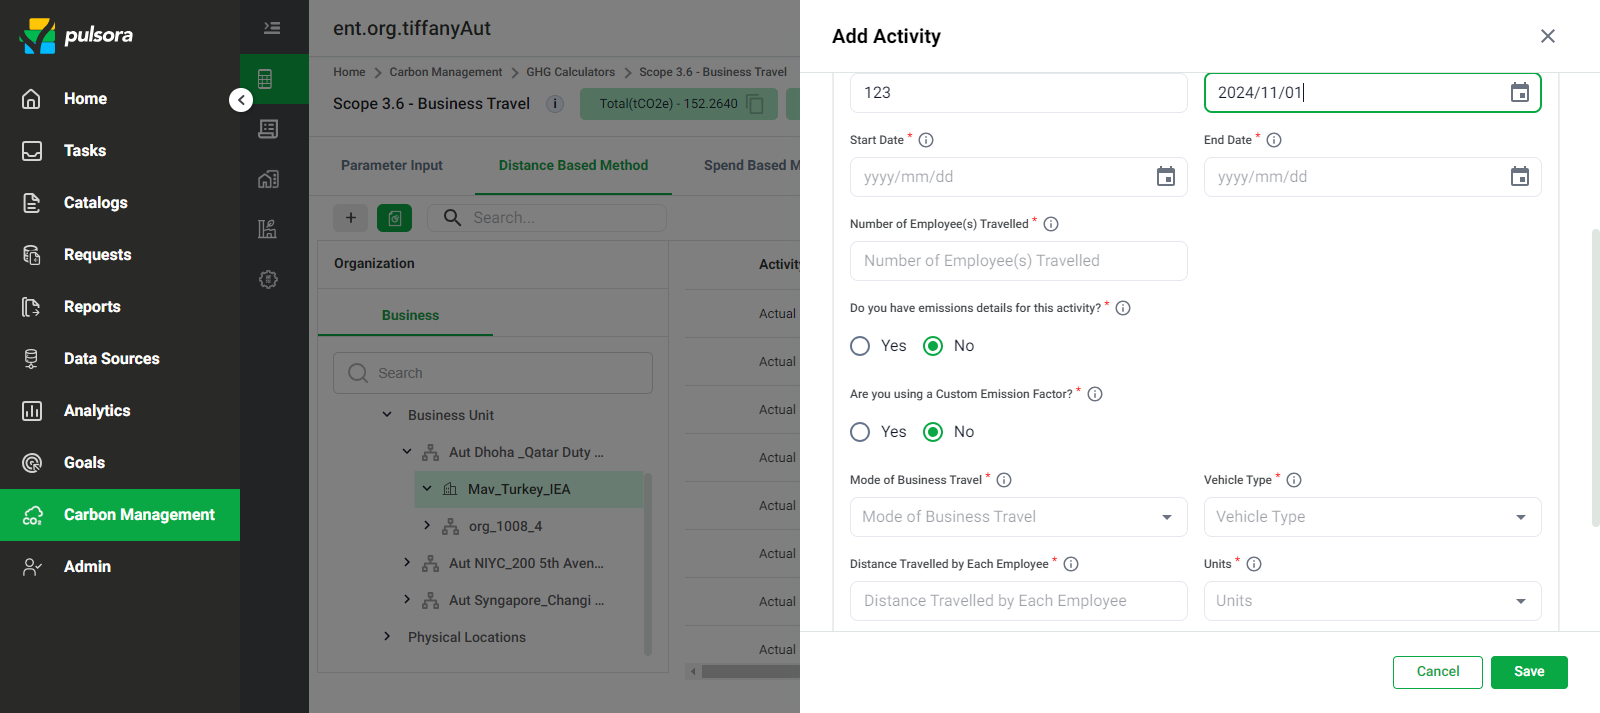 pulsora
Home
Tasks
Catalogs
Requests
Reports
Data Sources
Analytics
Goals
Carbon Management
Admin
ent.org.tiffanyAut
Home > Carbon Management > GHG Calculators > Scope 3.6 - Business Travel
Scope 3.6 - Business Travel i Total(tCO2e) - 152.2640
Parameter Input Distance Based Method Spend Based M
+ Search...
Organization
Business
Search
Business Unit
Aut Dhoha _Qatar Duty ...
Mav_Turkey_IEA
org_1008_4
Aut NIYC_200 5th Aven...
Aut Syngapore_Changi ...
Physical Locations
Activity
Actual
Actual
Actual
Actual
Actual
Actual
Actual
Actual
Add Activity
123 2024/11/01
Start Date * End Date *
yyyy/mm/dd yyyy/mm/dd
Number of Employee(s) Travelled *
Number of Employee(s) Travelled
Do you have emissions details for this activity? *
Yes No
Are you using a Custom Emission Factor? *
Yes No
Mode of Business Travel * Vehicle Type *
Mode of Business Travel Vehicle Type
Distance Travelled by Each Employee * Units *
Distance Travelled by Each Employee Units
Cancel Save